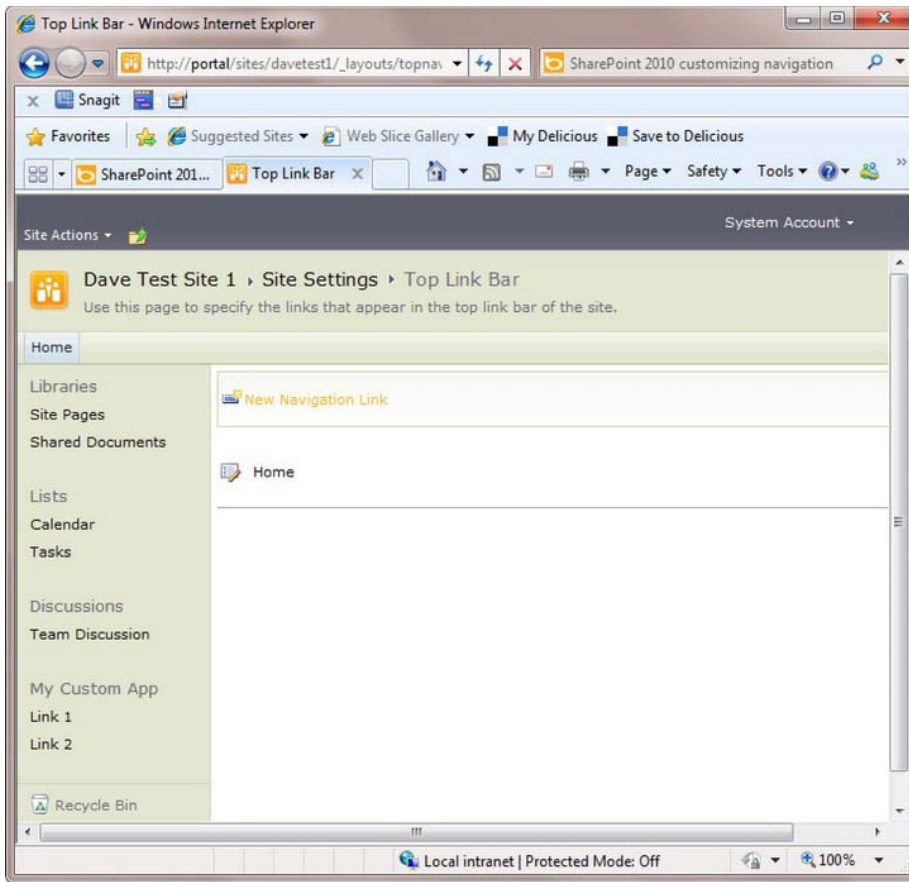 Top Link Bar - Windows Internet Explorer
http://portal/sites/davetest1/_layouts/topnav
SharePoint 2010 customizing navigation
x Snagit
Favorites Suggested Sites Web Slice Gallery My Delicious Save to Delicious
SharePoint 201... Top Link Bar x Page Safety Tools »
System Account
Site Actions
Dave Test Site 1 Site Settings Top Link Bar
Use this page to specify the links that appear in the top link bar of the site.
Home
Libraries
Site Pages
Shared Documents
Lists
Calendar
Tasks
Discussions
Team Discussion
My Custom App
Link 1
Link 2
Recycle Bin
New Navigation Link
Home
Local intranet | Protected Mode: Off 100%